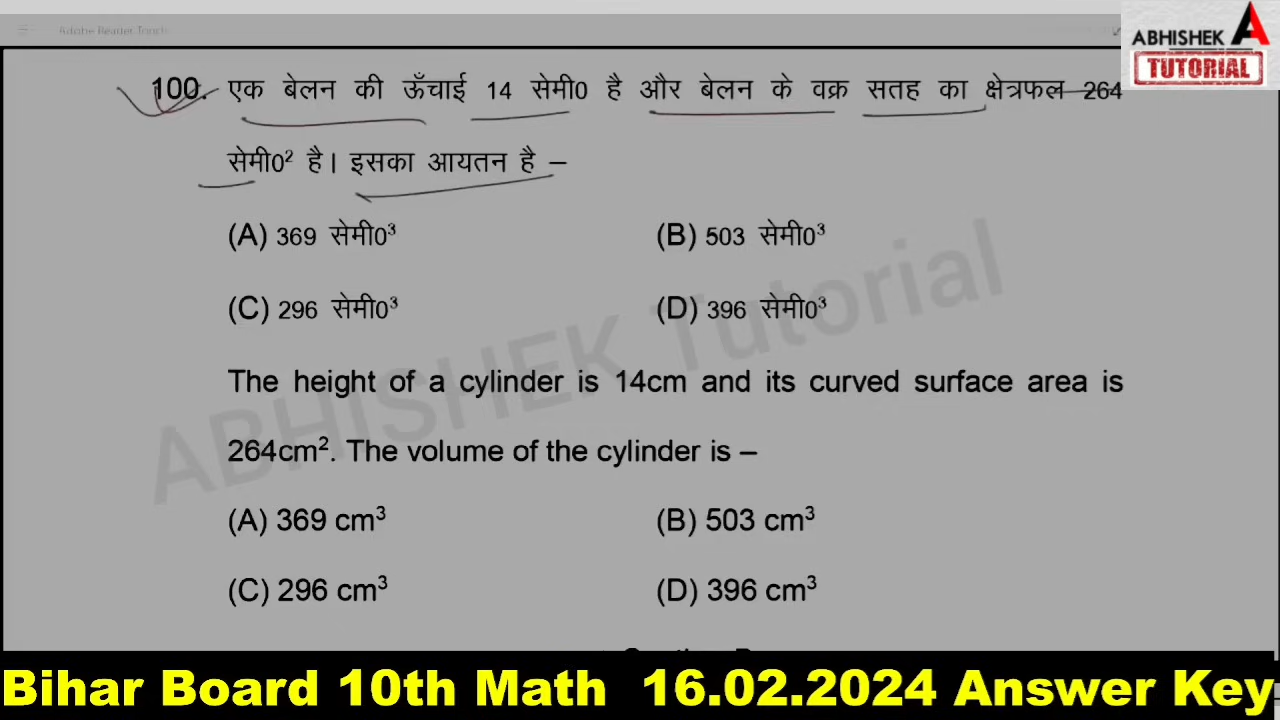 Adobe Reader Touch
ABHISHEK A
TUTORIAL
100. एक बेलन की ऊँचाई 14 सेमी0 है और बेलन के वक्र सतह का क्षेत्रफल 264
सेमी0² है। इसका आयतन है –
(A) 369 सेमी0³ (B) 503 सेमी0³
(C) 296 सेमी0³ (D) 396 सेमी0³
ABHISHEK Tutorial
The height of a cylinder is 14cm and its curved surface area is
264cm². The volume of the cylinder is –
(A) 369 cm³ (B) 503 cm³
(C) 296 cm³ (D) 396 cm³
Bihar Board 10th Math 16.02.2024 Answer Key